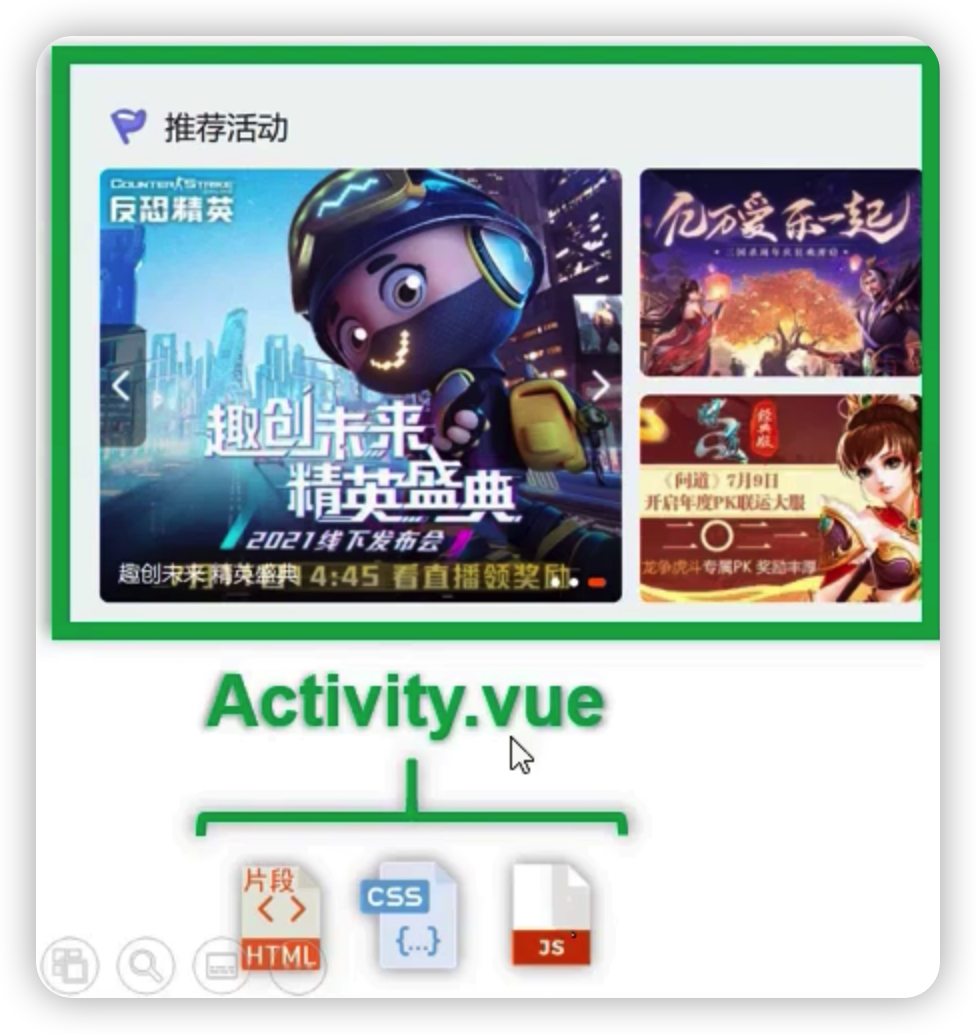 推荐活动
COUNTER STRIKE
反恐精英
趣创未来
精英盛典
2021线下发布会
趣创未来 精英盛典
4:45 看直播领奖励
亿万爱乐一起
经典版
《问道》7月9日
开启年度PK联运大服
二〇二一
龙争虎斗专属PK 奖励丰厚
Activity.vue
片段
HTML
CSS
{...}
JS